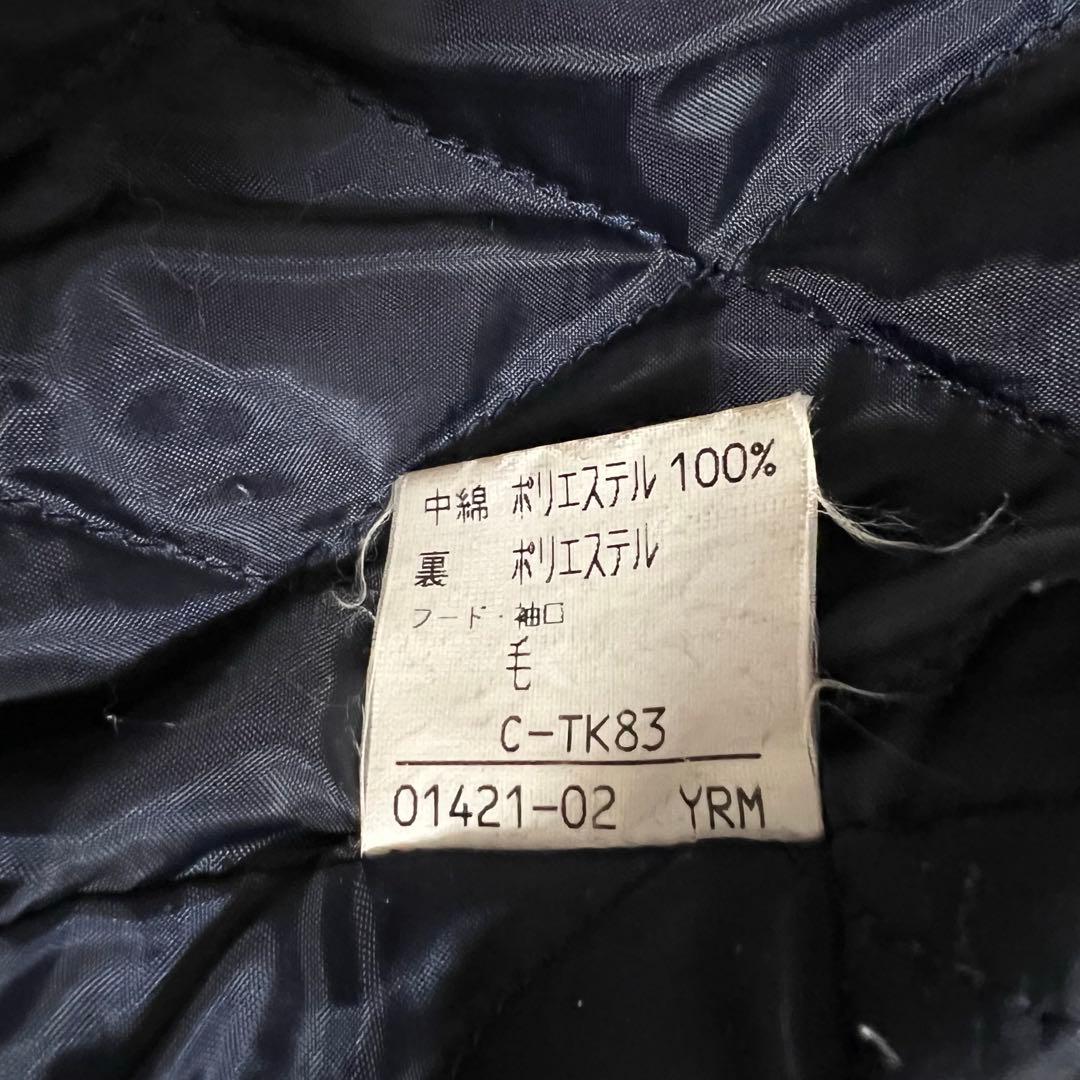 中綿 ポリエステル 100%
裏 ポリエステル
フード・袖口
毛
C-TK83
01421-02 YRM